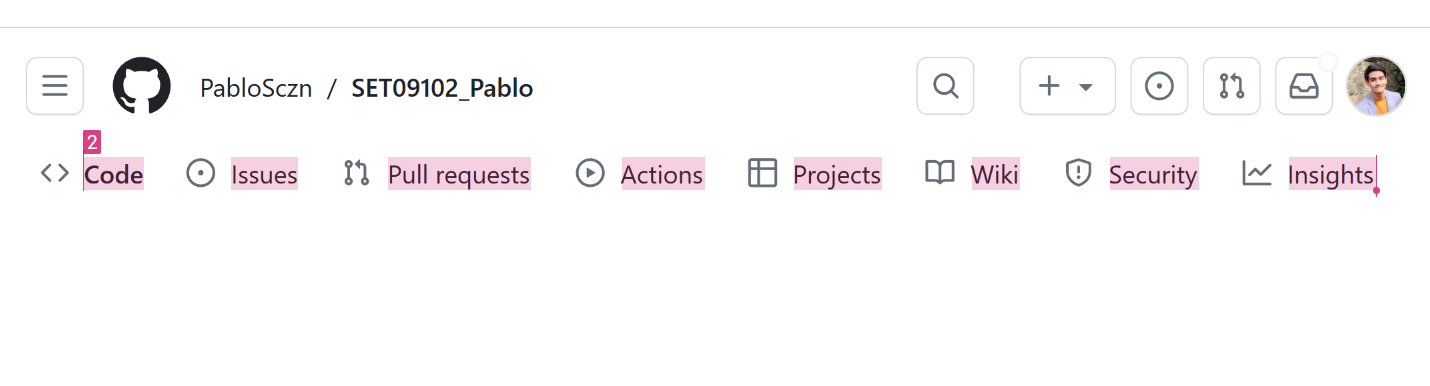 PabloSczn / SET09102_Pablo
2
Code Issues Pull requests Actions Projects Wiki Security Insights